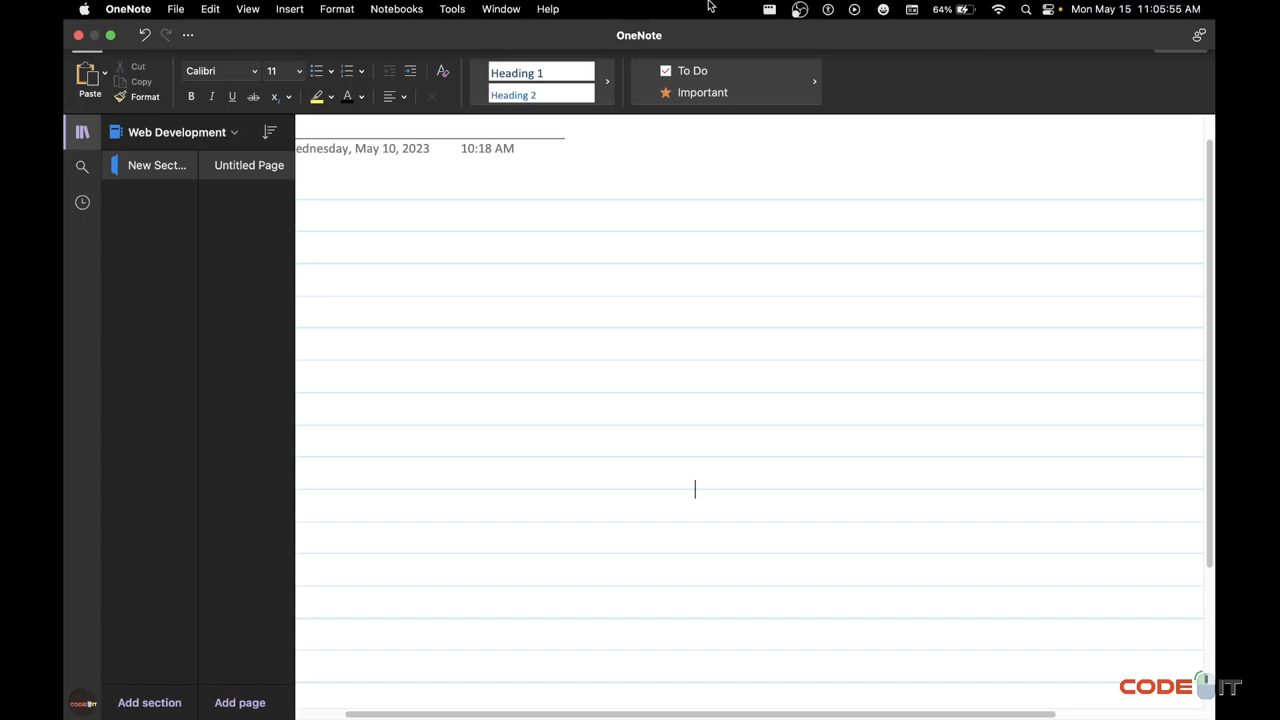 OneNote File Edit View Insert Format Notebooks Tools Window Help 64% Mon May 15 11:05:55 AM
OneNote
Paste
Cut
Copy
Format
Calibri 11
B I U ab x
A
Heading 1
Heading 2
To Do
Important
Web Development
New Sect...
Untitled Page
ednesday, May 10, 2023 10:18 AM
Add section
Add page
CODE IT